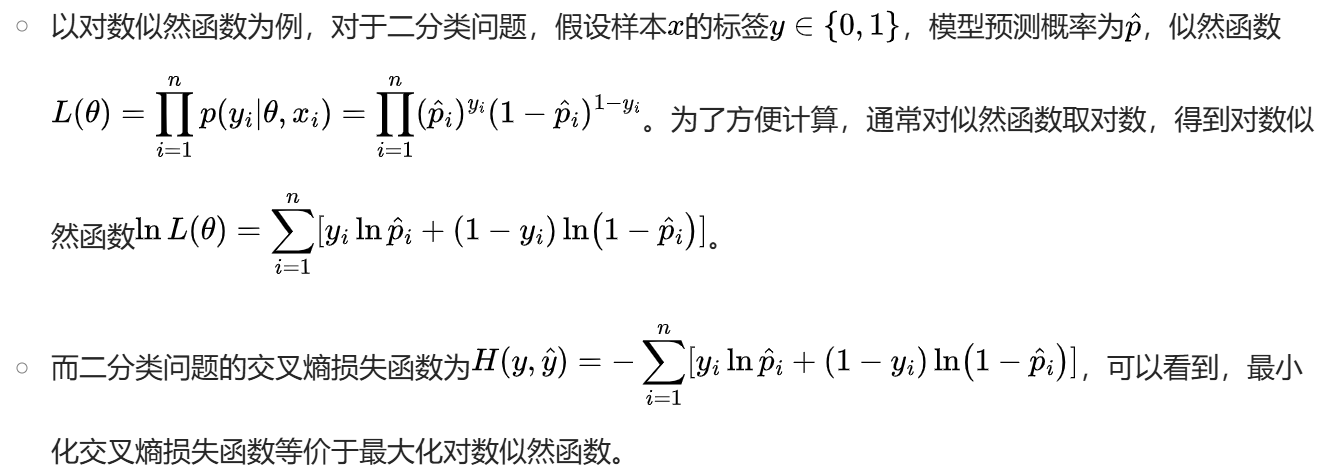 ○ 以对数似然函数为例，对于二分类问题，假设样本$x$的标签$y \in \{0,1\}$，模型预测概率为$\hat{p}$，似然函数
$L(\theta) = \prod_{i=1}^{n} p(y_i|\theta, x_i) = \prod_{i=1}^{n} (\hat{p}_i)^{y_i}(1-\hat{p}_i)^{1-y_i}$。为了方便计算，通常对似然函数取对数，得到对数似
然函数$\ln L(\theta) = \sum_{i=1}^{n} [y_i \ln \hat{p}_i + (1-y_i) \ln(1-\hat{p}_i)]$。
○ 而二分类问题的交叉熵损失函数为$H(y, \hat{y}) = -\sum_{i=1}^{n} [y_i \ln \hat{p}_i + (1-y_i) \ln(1-\hat{p}_i)]$，可以看到，最小
化交叉熵损失函数等价于最大化对数似然函数。